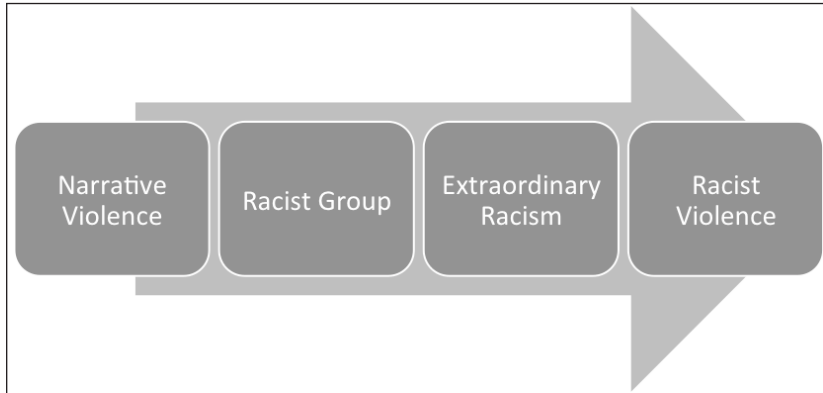 Narrative
Violence
Racist Group
Extraordinary
Racism
Racist
Violence